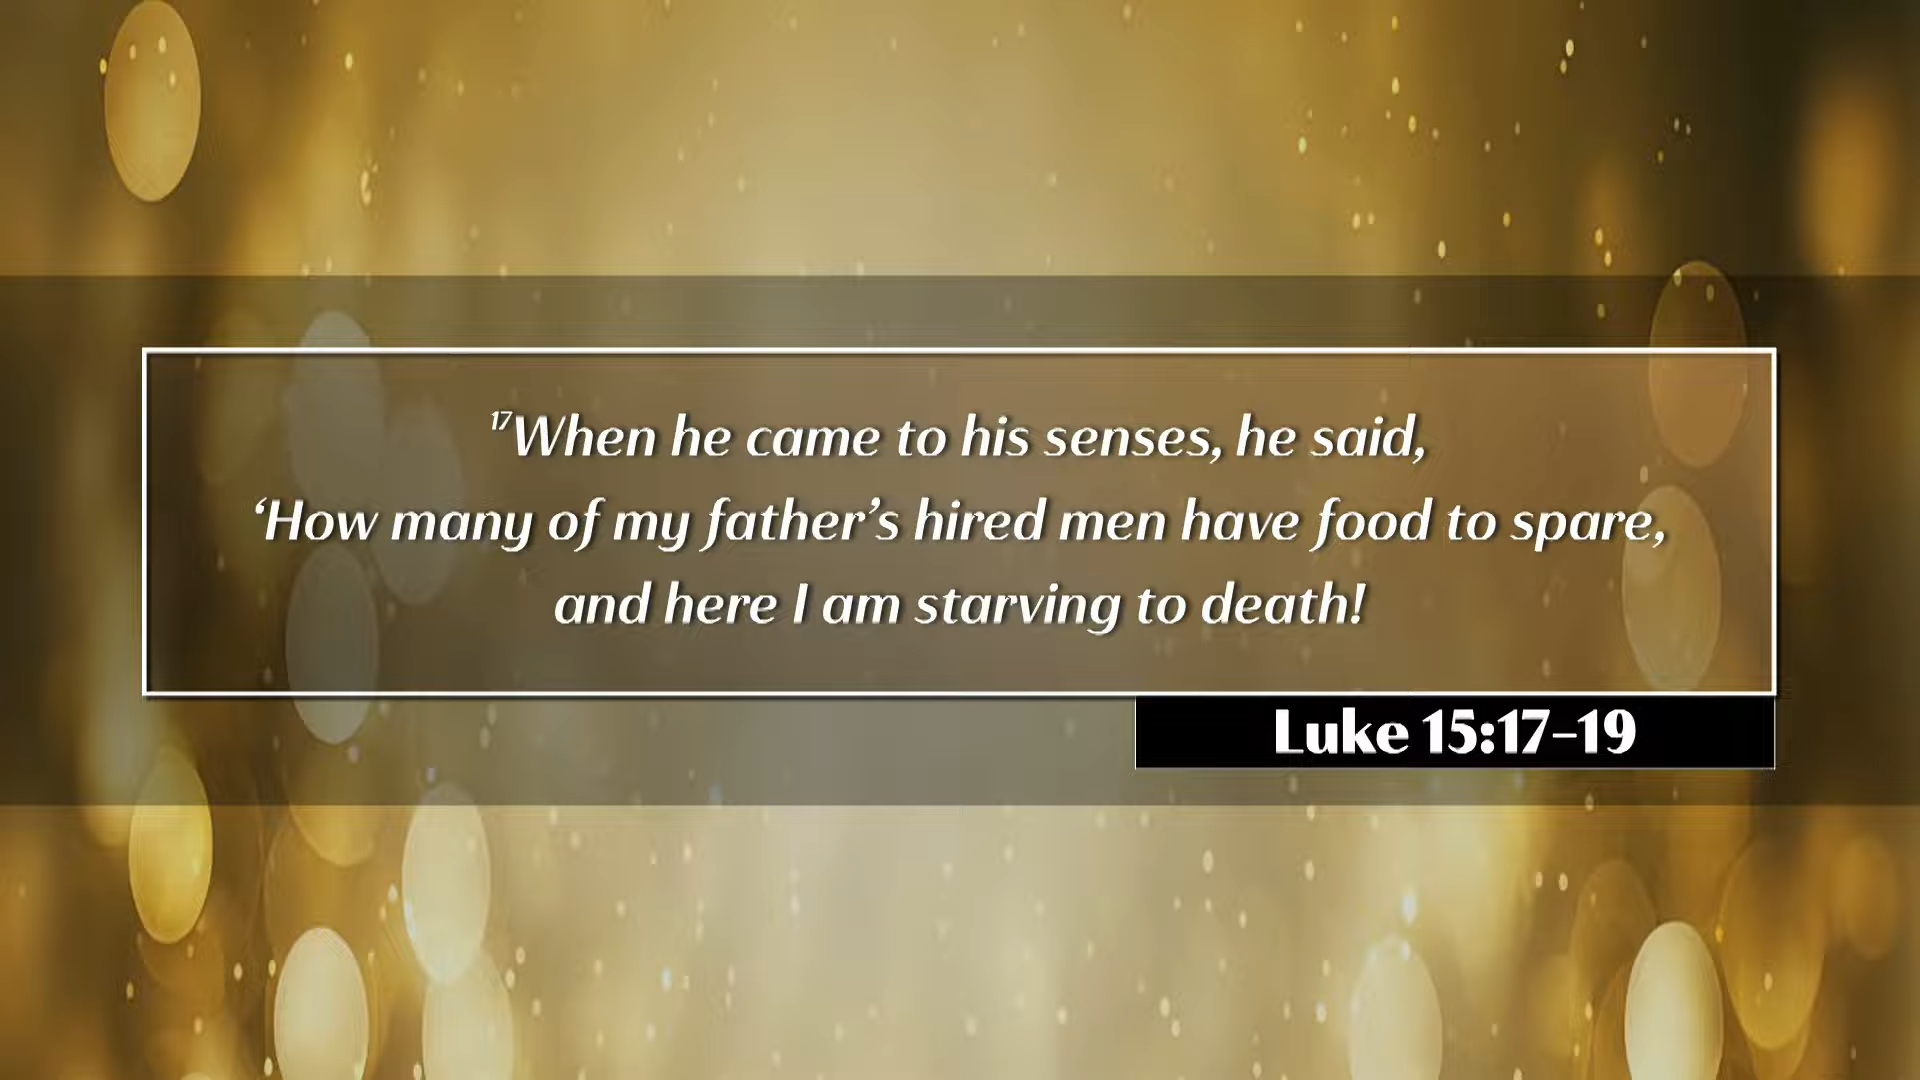 17When he came to his senses, he said,
‘How many of my father’s hired men have food to spare,
and here I am starving to death!
Luke 15:17–19